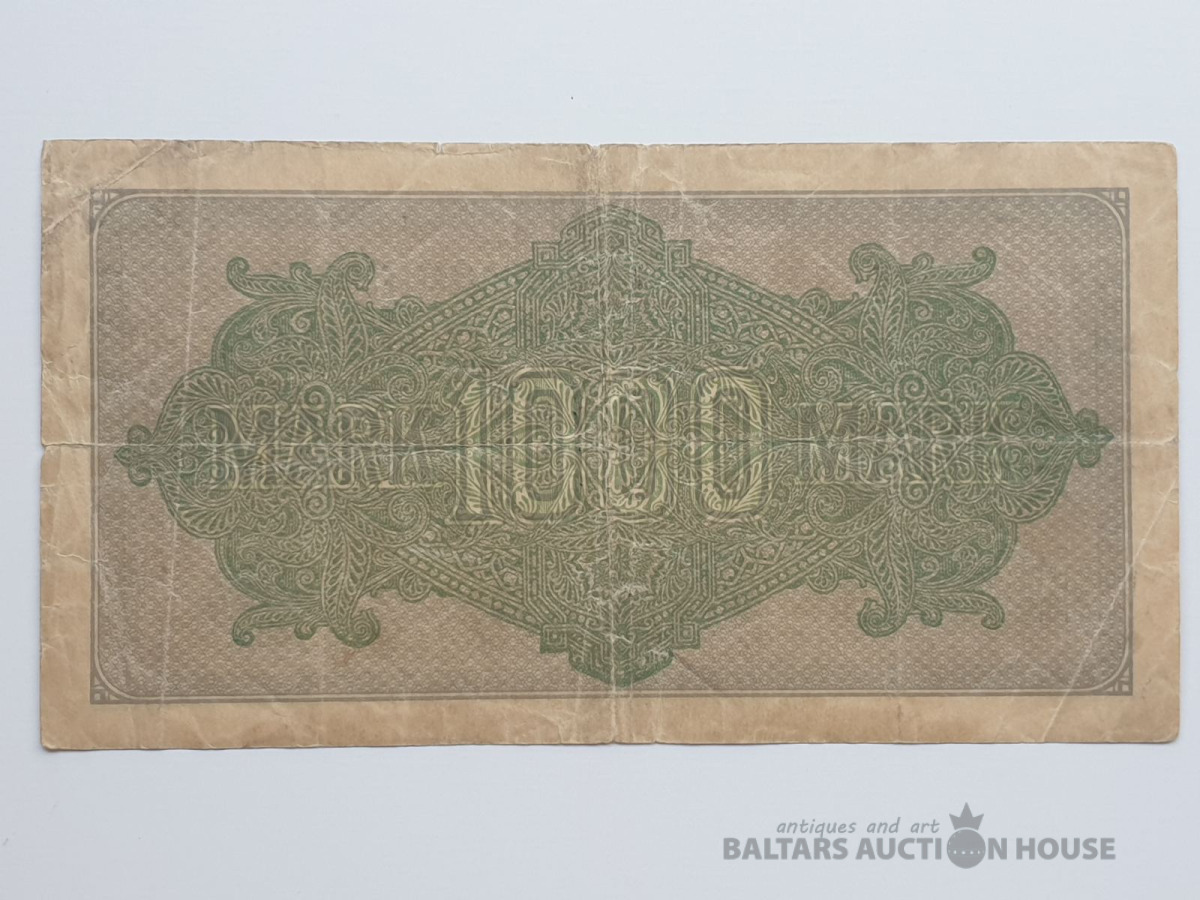 MARK 1000 MARK
antiques and art
BALTARS AUCTION HOUSE